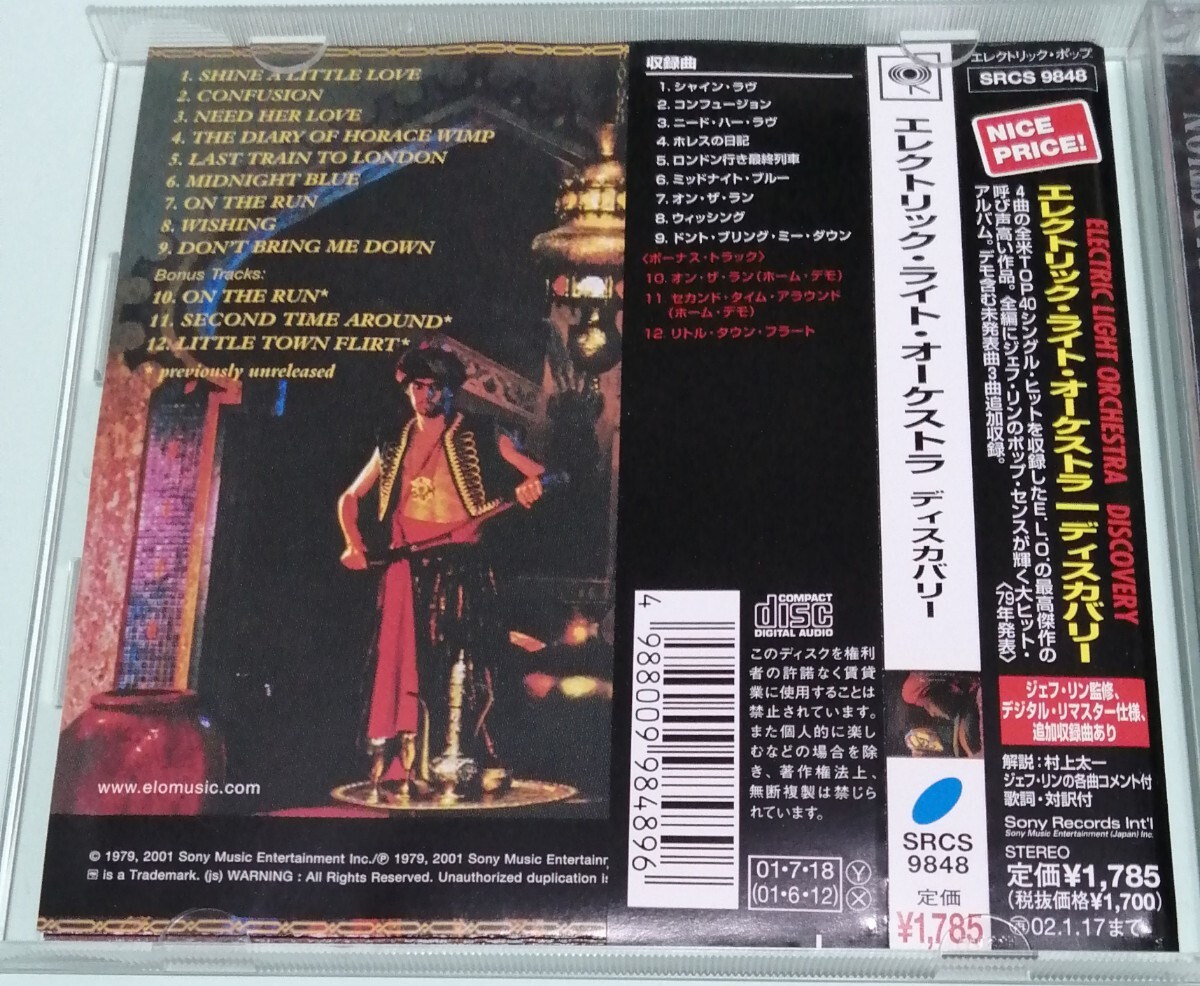 1. SHINE A LITTLE LOVE
2. CONFUSION
3. NEED HER LOVE
4. THE DIARY OF HORACE WIMP
5. LAST TRAIN TO LONDON
6. MIDNIGHT BLUE
7. ON THE RUN
8. WISHING
9. DON'T BRING ME DOWN
Bonus Tracks:
10. ON THE RUN*
11. SECOND TIME AROUND*
12. LITTLE TOWN FLIRT*
* previously unreleased
www.elomusic.com
© 1979, 2001 Sony Music Entertainment Inc./℗ 1979, 2001 Sony Music Entertainr
is a Trademark. (js) WARNING : All Rights Reserved. Unauthorized duplication is
収録曲
1. シャイン・ラヴ
2. コンフュージョン
3. ニード・ハー・ラヴ
4. ホレスの日記
5. ロンドン行き最終列車
6. ミッドナイト・ブルー
7. オン・ザ・ラン
8. ウィッシング
9. ドント・ブリング・ミー・ダウン
〈ボーナス・トラック〉
10. オン・ザ・ラン(ホーム・デモ)
11. セカンド・タイム・アラウンド
(ホーム・デモ)
12. リトル・タウン・フラート
4 988009 984896
COMPACT
disc
DIGITAL AUDIO
このディスクを権利
者の許諾なく賃貸
業に使用することは
禁止されています。
また個人的に楽し
むなどの場合を除
き、著作権法上、
無断複製は禁じら
れています。
01・7・18 Y
(01・6・12) X
エレクトリック・ライト・オーケストラ ディスカバリー
SRCS
9848
定価
¥1,785
エレクトリック・ポップ
SRCS 9848
NICE
PRICE!
ELECTRIC LIGHT ORCHESTRA DISCOVERY
エレクトリック・ライト・オーケストラ｜ディスカバリー
4曲の全米TOP40シングル・ヒットを収録したE.L.O.の最高傑作の
呼び声高い作品。全編にジェフ・リンのポップ・センスが輝く大ヒット・
アルバム。デモ含む未発表曲3曲追加収録。 〈'79年発表〉
ジェフ・リン監修、
デジタル・リマスター仕様、
追加収録曲あり
解説：村上太一
ジェフ・リンの各曲コメント付
歌詞・対訳付
Sony Records Int'l
Sony Music Entertainment (Japan) Inc.
STEREO
定価¥1,785
(税抜価格¥1,700)
再02.1.17まで